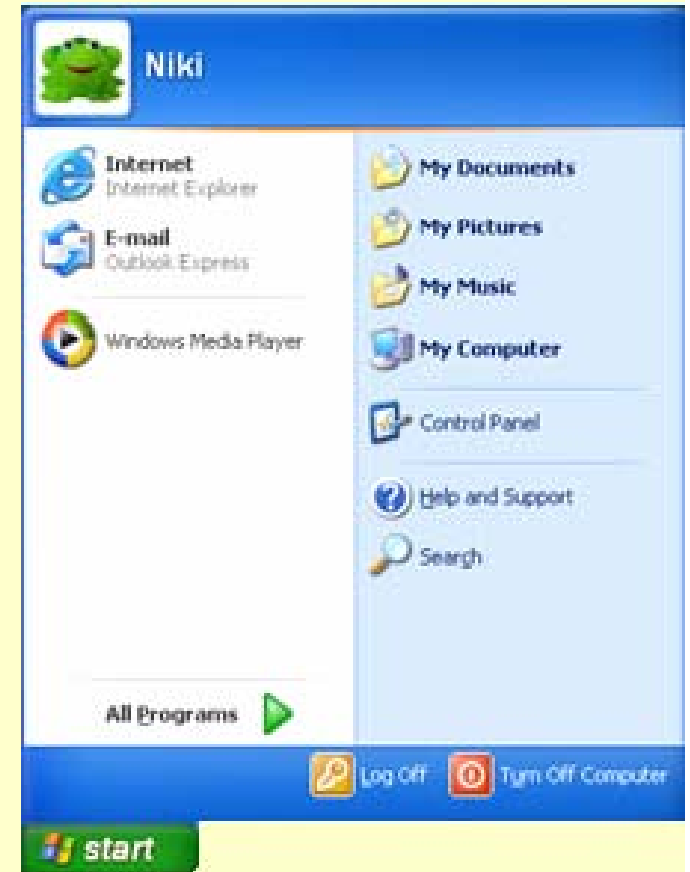 Niki
Internet
Internet Explorer
E-mail
Outlook Express
Windows Media Player
All Programs
My Documents
My Pictures
My Music
My Computer
Control Panel
Help and Support
Search
Log Off
Turn Off Computer
start